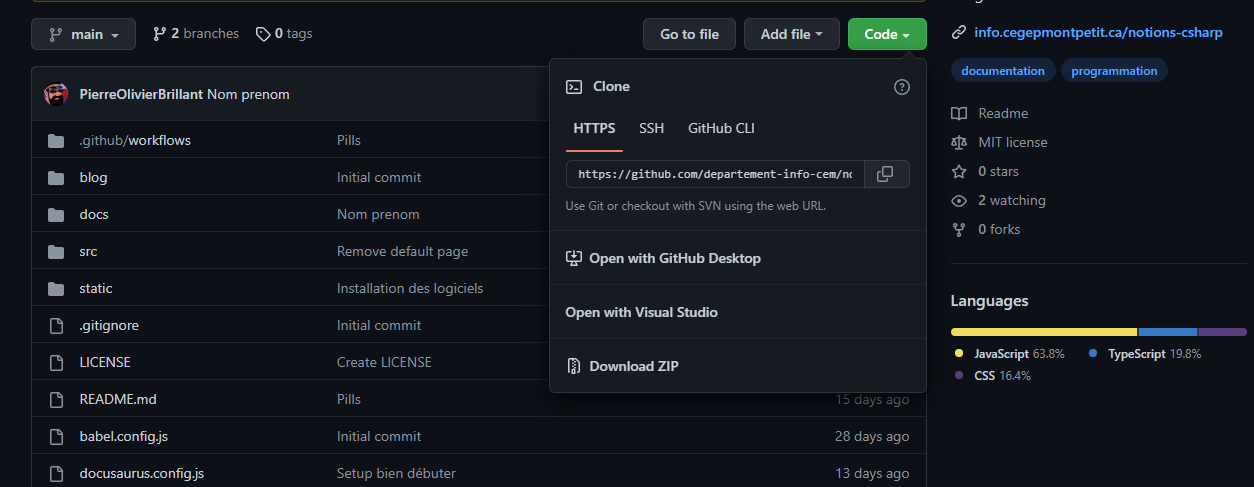 main 2 branches 0 tags Go to file Add file Code
info.cegepmontpetit.ca/notions-csharp
documentation programmation
PierreOlivierBrillant Nom prenom
Clone
HTTPS SSH GitHub CLI
https://github.com/departement-info-cem/no
Use Git or checkout with SVN using the web URL.
Open with GitHub Desktop
Open with Visual Studio
Download ZIP
.github/workflows Pills
blog Initial commit
docs Nom prenom
src Remove default page
static Installation des logiciels
.gitignore Initial commit
LICENSE Create LICENSE
README.md Pills 15 days ago
babel.config.js Initial commit 28 days ago
docusaurus.config.js Setup bien débuter 13 days ago
Readme
MIT license
0 stars
2 watching
0 forks
Languages
JavaScript 63.8% TypeScript 19.8%
CSS 16.4%